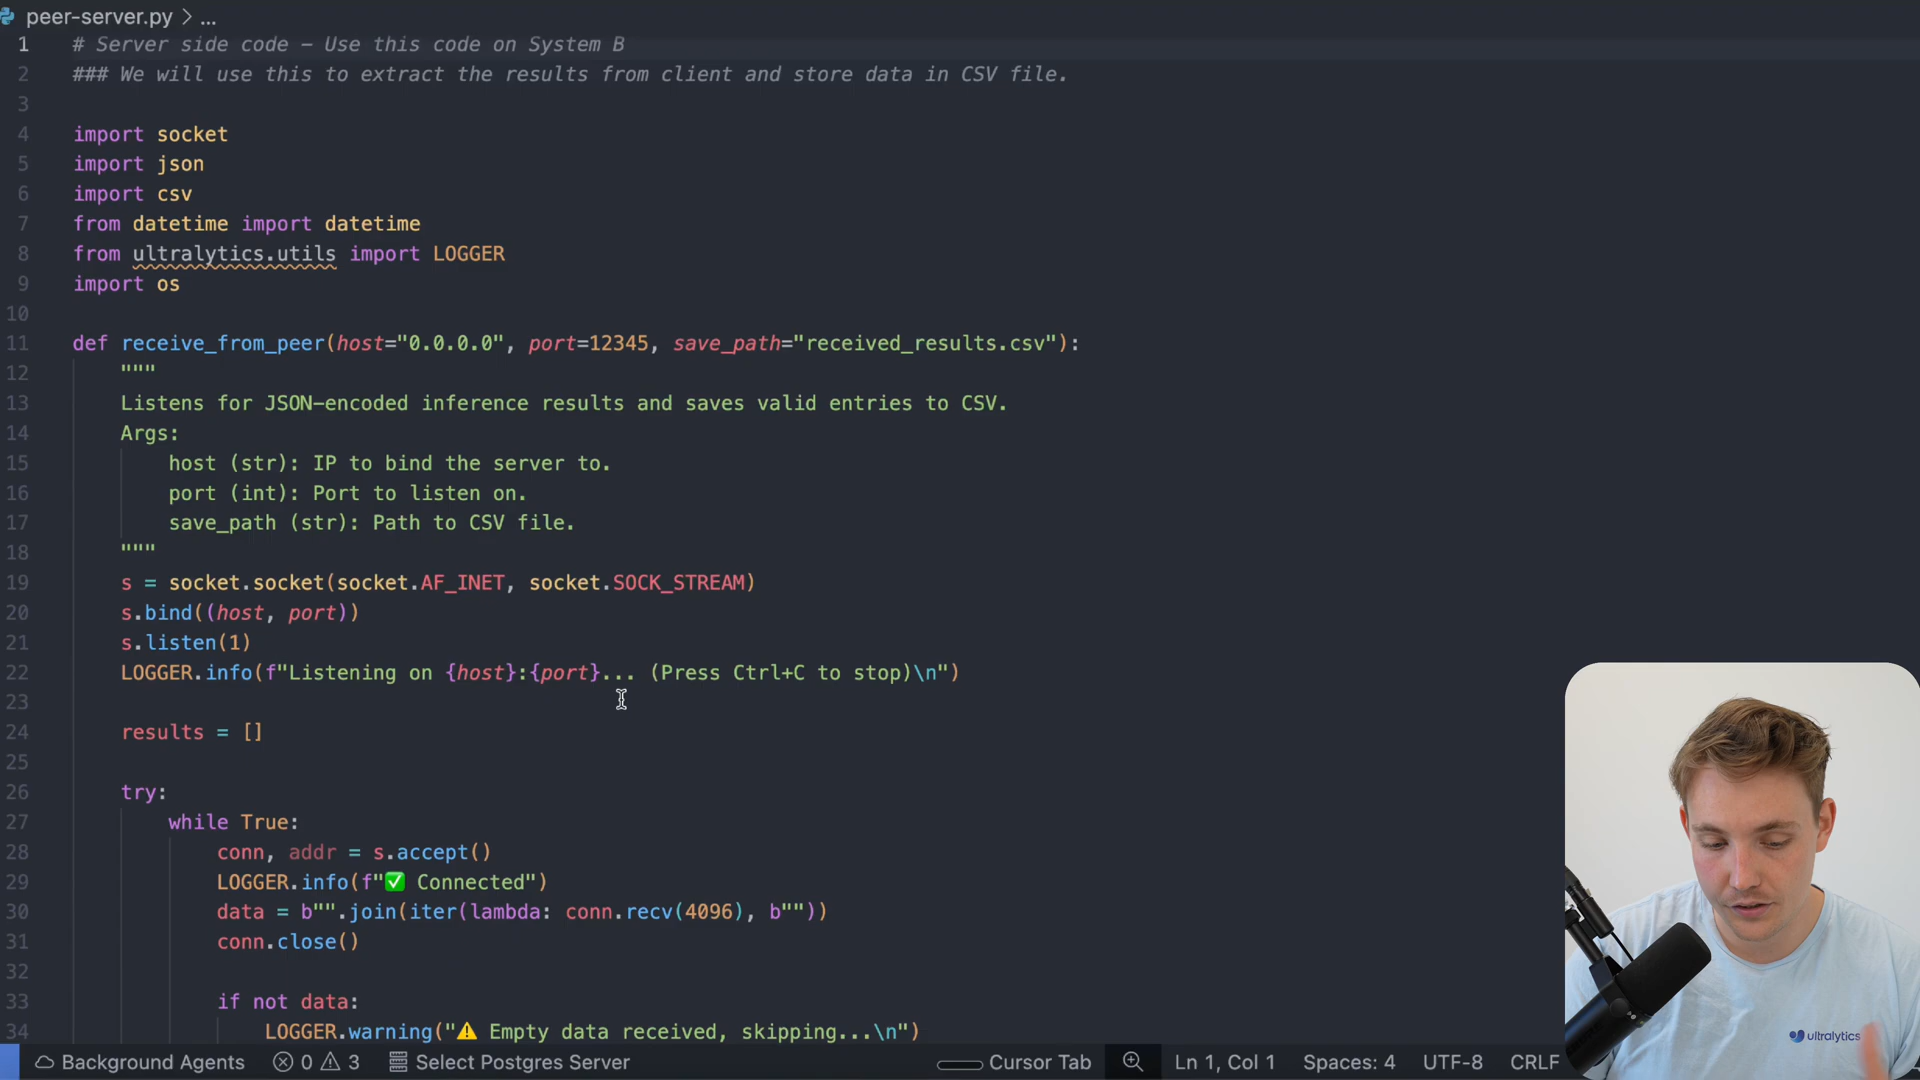 peer-server.py > ...
1 # Server side code – Use this code on System B
2 ### We will use this to extract the results from client and store data in CSV file.
3
4 import socket
5 import json
6 import csv
7 from datetime import datetime
8 from ultralytics.utils import LOGGER
9 import os
10
11 def receive_from_peer(host="0.0.0.0", port=12345, save_path="received_results.csv"):
12 """
13 Listens for JSON-encoded inference results and saves valid entries to CSV.
14 Args:
15 host (str): IP to bind the server to.
16 port (int): Port to listen on.
17 save_path (str): Path to CSV file.
18 """
19 s = socket.socket(socket.AF_INET, socket.SOCK_STREAM)
20 s.bind((host, port))
21 s.listen(1)
22 LOGGER.info(f"Listening on {host}:{port}... (Press Ctrl+C to stop)\n")
23
24 results = []
25
26 try:
27 while True:
28 conn, addr = s.accept()
29 LOGGER.info(f"✅ Connected")
30 data = b"".join(iter(lambda: conn.recv(4096), b""))
31 conn.close()
32
33 if not data:
34 LOGGER.warning("⚠️ Empty data received, skipping...\n")
Background Agents 0 3 Select Postgres Server Cursor Tab Ln 1, Col 1 Spaces: 4 UTF-8 CRLF
ultralytics